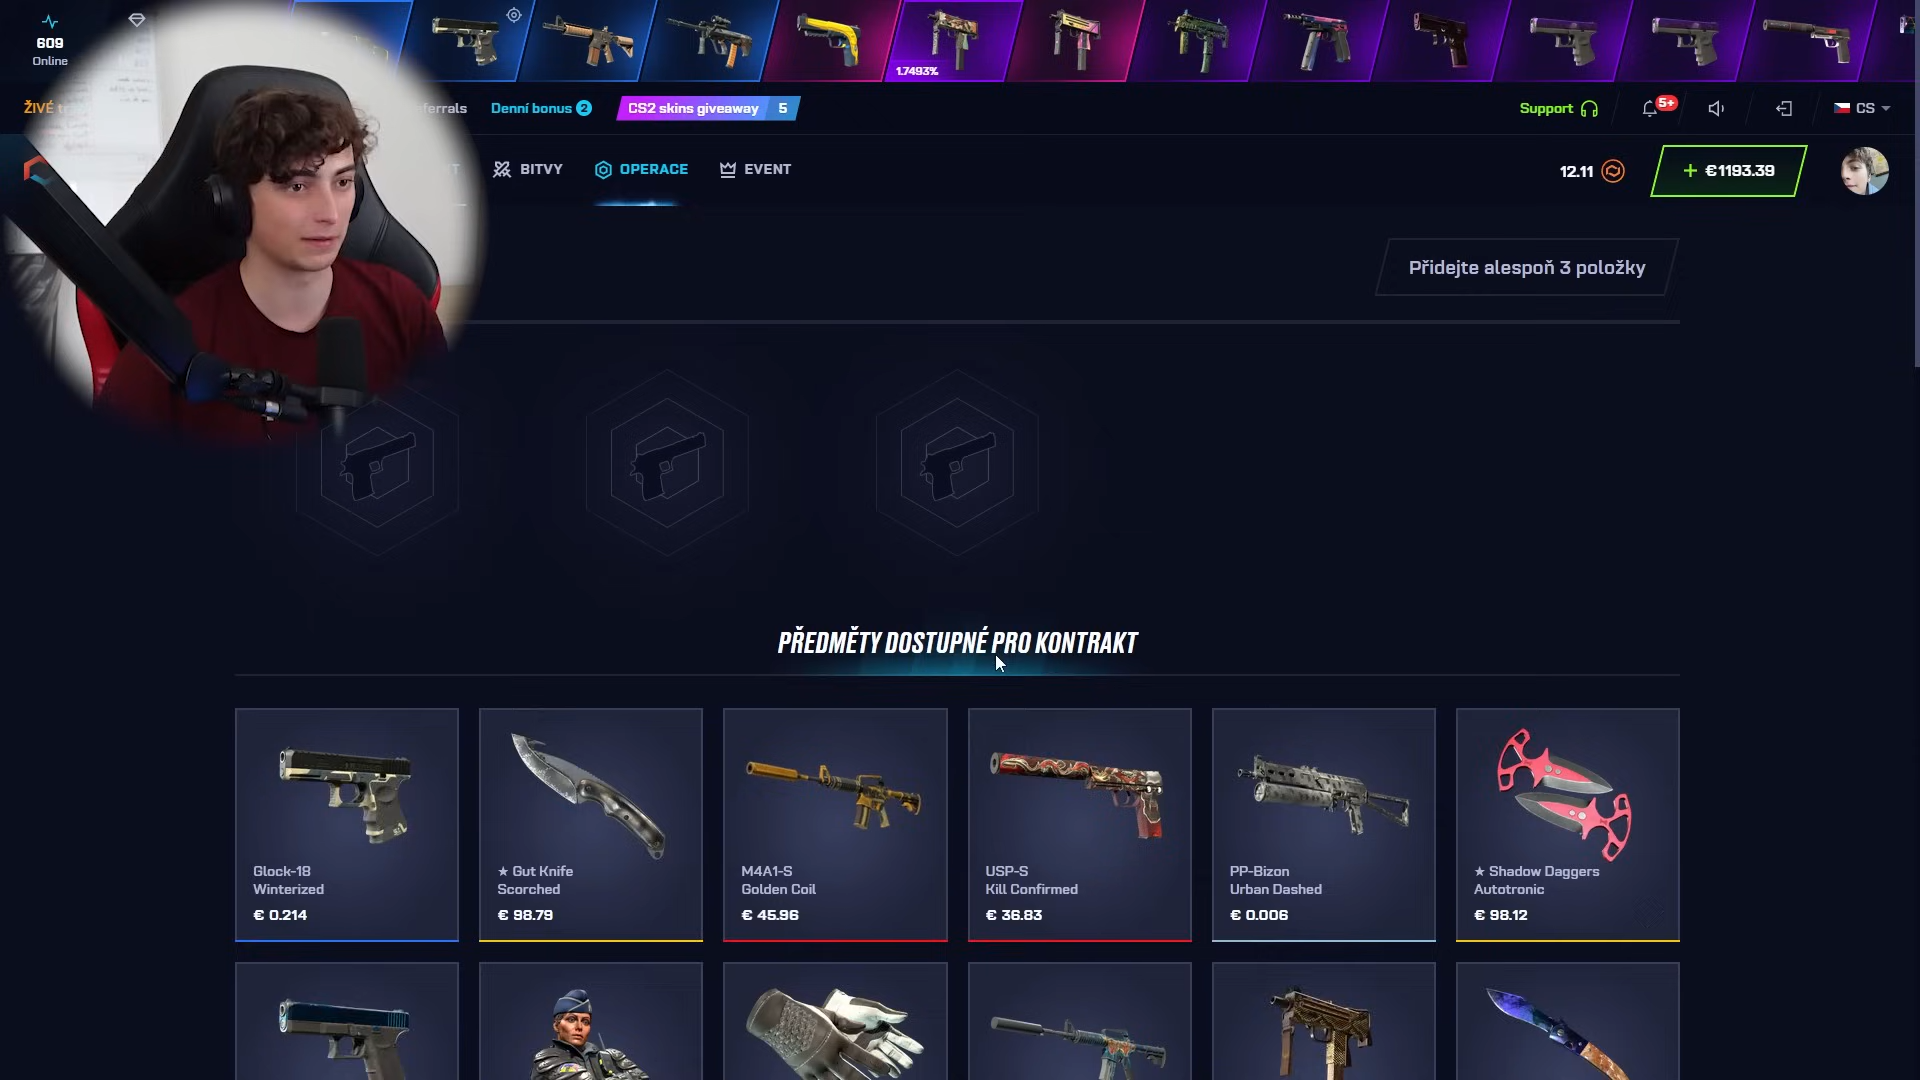 609
Online
1.7493%
ŽIVÉ
ferrals
Denní bonus 2
CS2 skins giveaway 5
Support
5+
CS
BITVY
OPERACE
EVENT
12.11
+ €1193.39
Přidejte alespoň 3 položky
PŘEDMĚTY DOSTUPNÉ PRO KONTRAKT
Glock-18
Winterized
€ 0.214
★ Gut Knife
Scorched
€ 98.79
M4A1-S
Golden Coil
€ 45.96
USP-S
Kill Confirmed
€ 36.83
PP-Bizon
Urban Dashed
€ 0.006
★ Shadow Daggers
Autotronic
€ 98.12